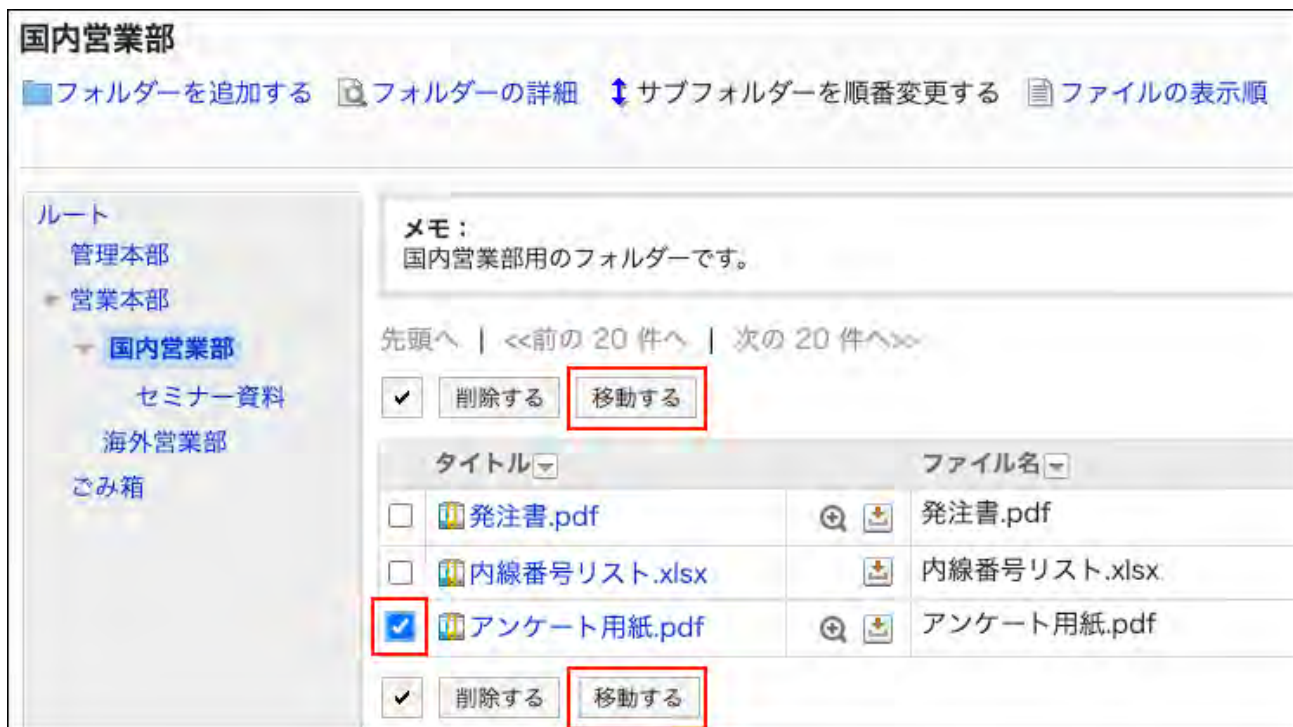 国内営業部
フォルダーを追加する フォルダーの詳細 サブフォルダーを順番変更する ファイルの表示順
ルート
管理本部
営業本部
国内営業部
セミナー資料
海外営業部
ごみ箱
メモ：
国内営業部用のフォルダーです。
先頭へ | <<前の 20 件へ | 次の 20 件へ>>
削除する 移動する
タイトル ファイル名
発注書.pdf 発注書.pdf
内線番号リスト.xlsx 内線番号リスト.xlsx
アンケート用紙.pdf アンケート用紙.pdf
削除する 移動する